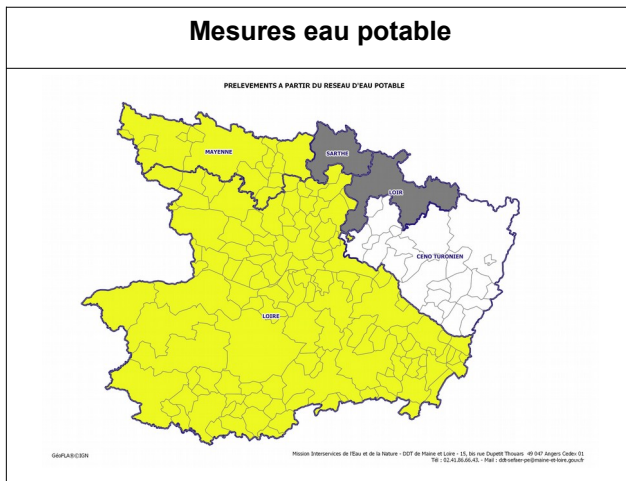 Mesures eau potable
PRELEVEMENTS A PARTIR DU RESEAU D'EAU POTABLE
MAYENNE
SARTHE
LOIR
CENO TURONIEN
LOIRE
GéoFLA®©IGN
Mission Interservices de l'Eau et de la Nature - DDT de Maine et Loire - 15, bis rue Dupetit Thouars 49 047 Angers Cedex 01
Tél : 02.41.86.66.43. - Mail : ddt-sefaer-pe@maine-et-loire.gouv.fr